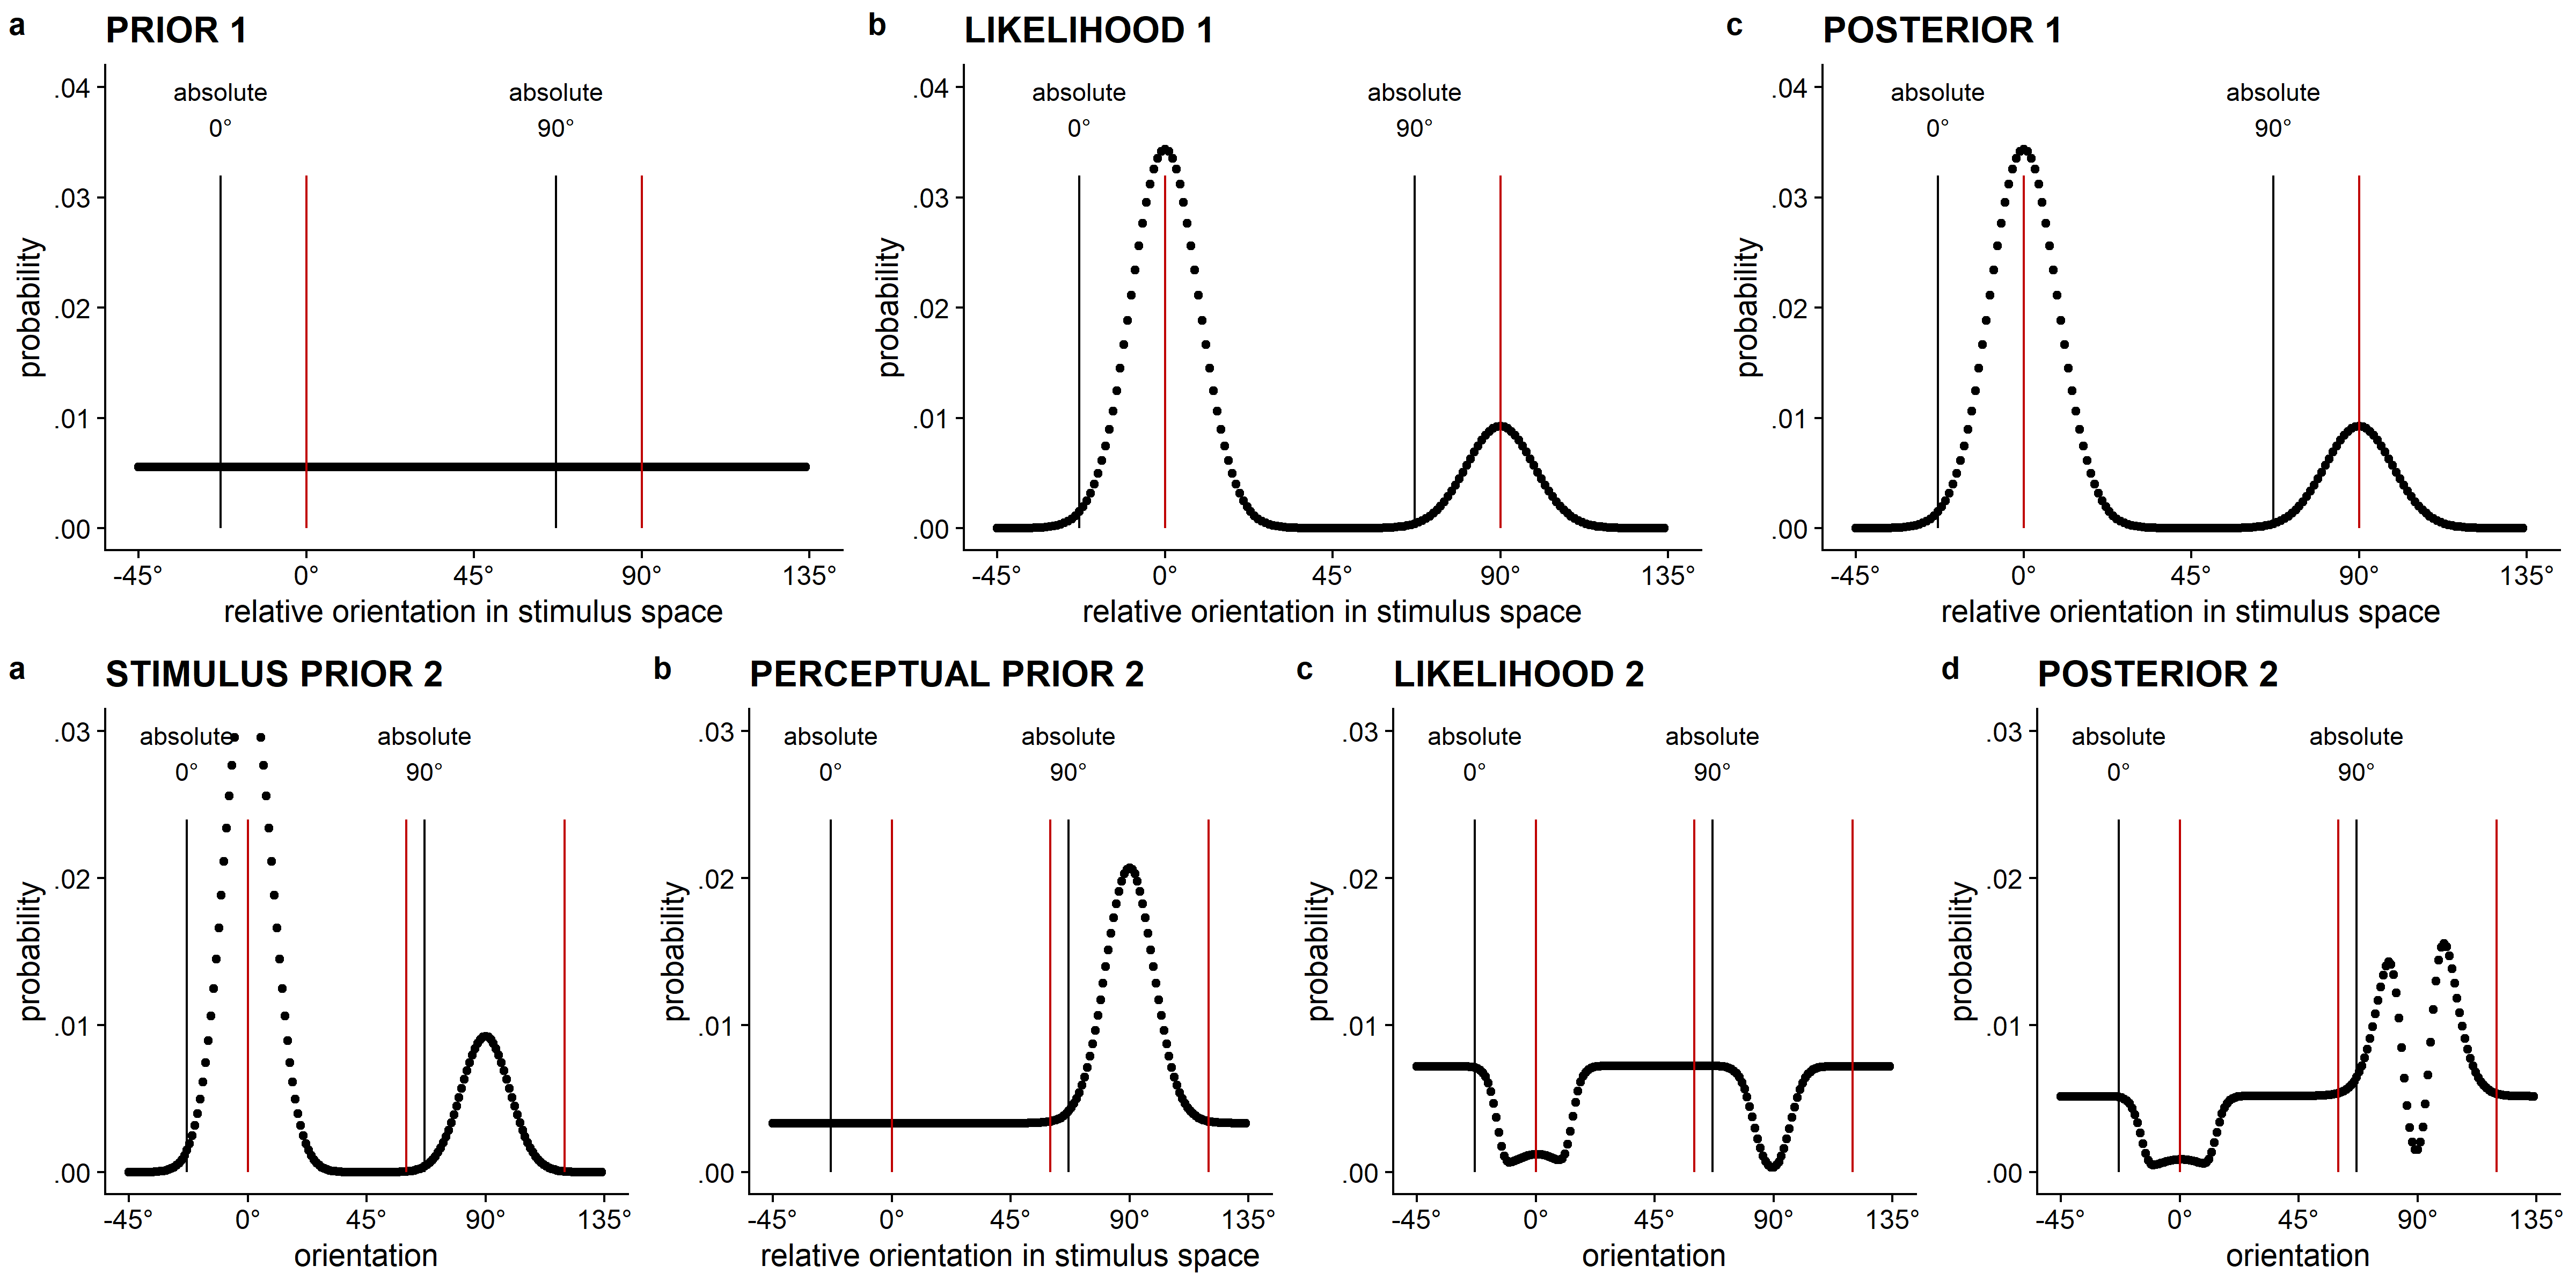 a PRIOR 1
absolute 0°
absolute 90°
.04
.03
.02
.01
.00
probability
-45° 0° 45° 90° 135°
relative orientation in stimulus space
b LIKELIHOOD 1
absolute 0°
absolute 90°
.04
.03
.02
.01
.00
probability
-45° 0° 45° 90° 135°
relative orientation in stimulus space
c POSTERIOR 1
absolute 0°
absolute 90°
.04
.03
.02
.01
.00
probability
-45° 0° 45° 90° 135°
relative orientation in stimulus space
a STIMULUS PRIOR 2
absolute 0°
absolute 90°
.03
.02
.01
.00
probability
-45° 0° 45° 90° 135°
orientation
b PERCEPTUAL PRIOR 2
absolute 0°
absolute 90°
.03
.02
.01
.00
probability
-45° 0° 45° 90° 135°
relative orientation in stimulus space
c LIKELIHOOD 2
absolute 0°
absolute 90°
.03
.02
.01
.00
probability
-45° 0° 45° 90° 135°
orientation
d POSTERIOR 2
absolute 0°
absolute 90°
.03
.02
.01
.00
probability
-45° 0° 45° 90° 135°
orientation